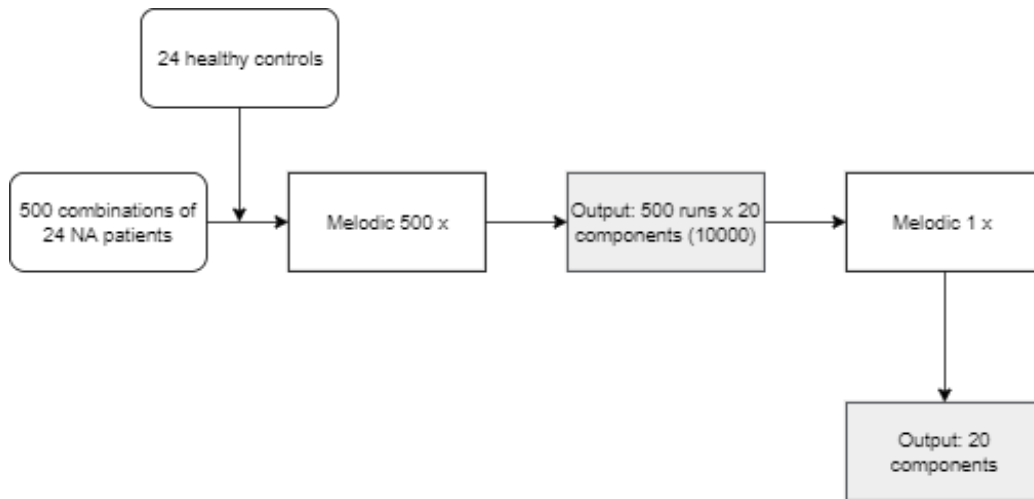 24 healthy controls
500 combinations of
24 NA patients
Melodic 500 x
Output: 500 runs x 20
components (10000)
Melodic 1 x
Output: 20
components